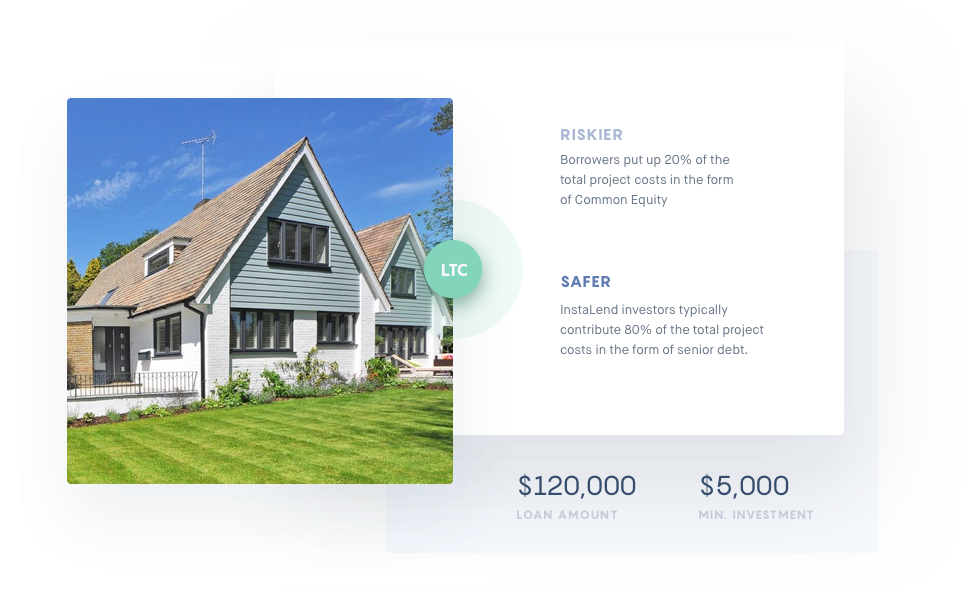 RISKIER
Borrowers put up 20% of the
total project costs in the form
of Common Equity
LTC
SAFER
InstaLend investors typically
contribute 80% of the total project
costs in the form of senior debt.
$120,000
LOAN AMOUNT
$5,000
MIN. INVESTMENT